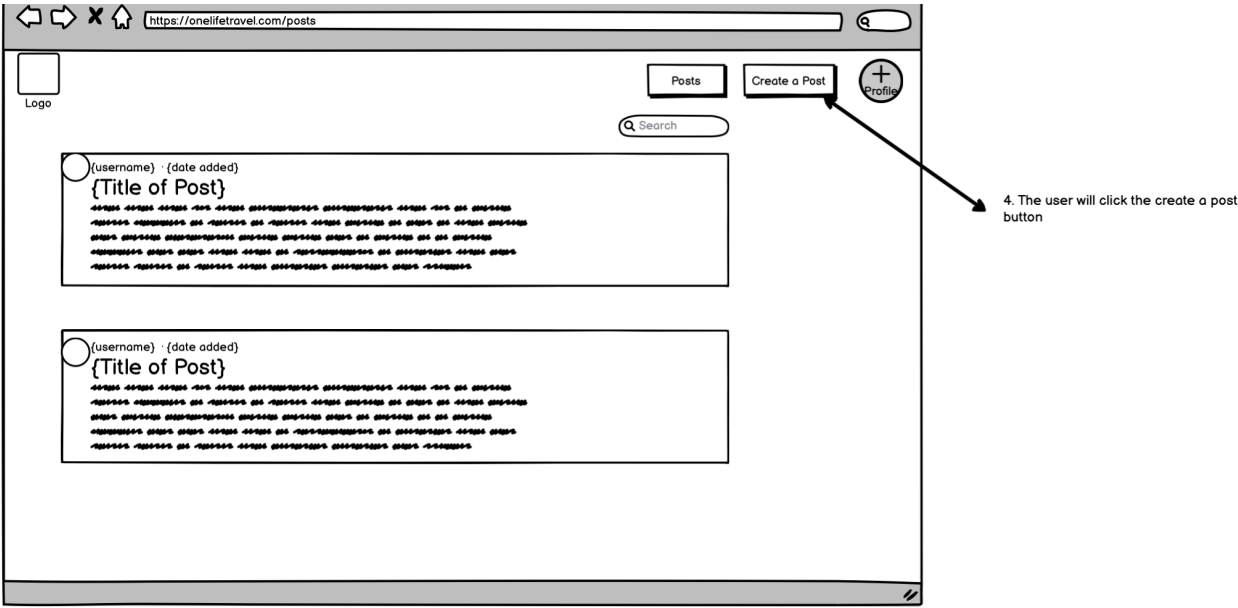 https://onelifetravel.com/posts
Logo
Posts
Create a Post
Profile
Search
{username} · {date added}
{Title of Post}
{username} · {date added}
{Title of Post}
4. The user will click the create a post
button